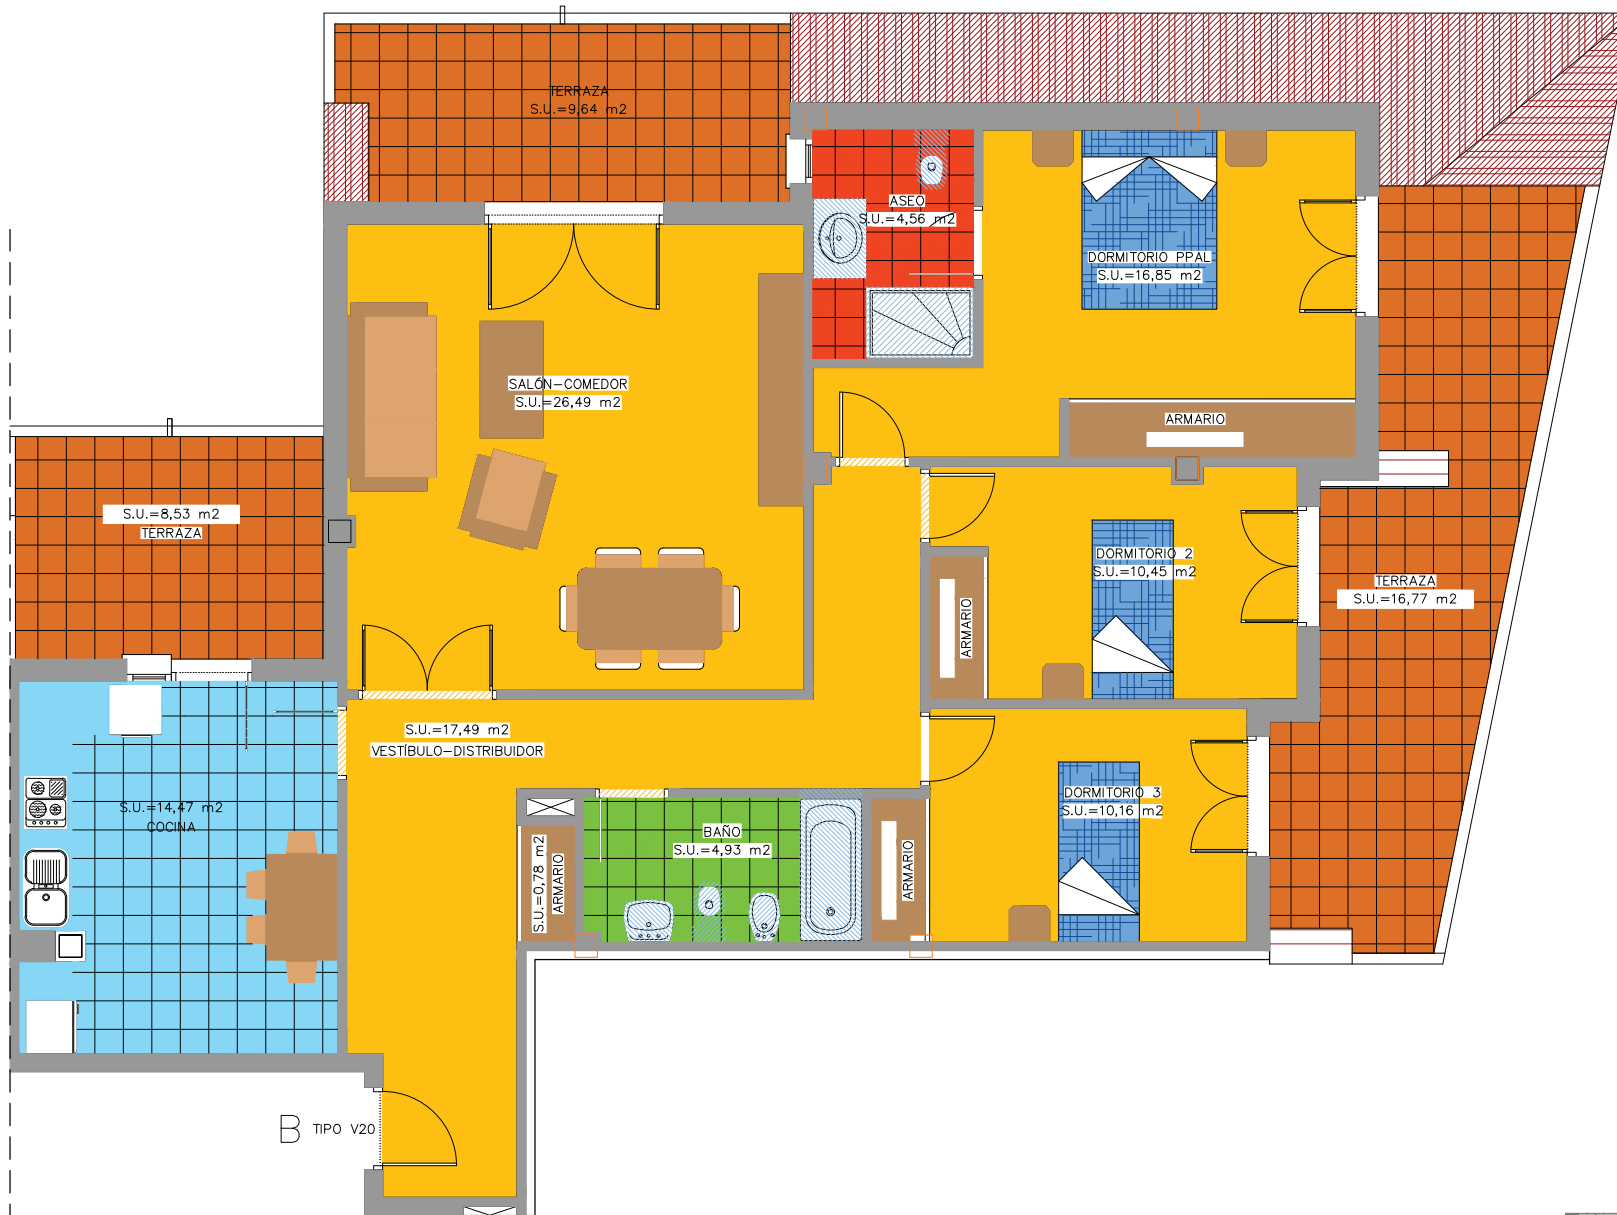 TERRAZA
S.U.=9,64 m2
ASEO
S.U.=4,56 m2
DORMITORIO PPAL
S.U.=16,85 m2
SALÓN-COMEDOR
S.U.=26,49 m2
ARMARIO
S.U.=8,53 m2
TERRAZA
DORMITORIO 2
S.U.=10,45 m2
ARMARIO
TERRAZA
S.U.=16,77 m2
S.U.=17,49 m2
VESTÍBULO-DISTRIBUIDOR
S.U.=14,47 m2
COCINA
DORMITORIO 3
S.U.=10,16 m2
BAÑO
S.U.=4,93 m2
S.U.=0,78 m2
ARMARIO
ARMARIO
B TIPO V20